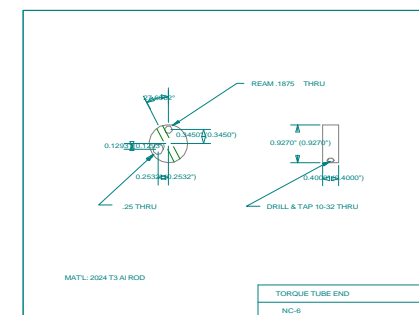 REAM .1875 THRU
0.3450" (0.3450")
0.9270" (0.9270")
0.2532" (0.2532")
.25 THRU
DRILL & TAP 10-32 THRU
MAT'L: 2024 T3 Al ROD
TORQUE TUBE END
NC-6